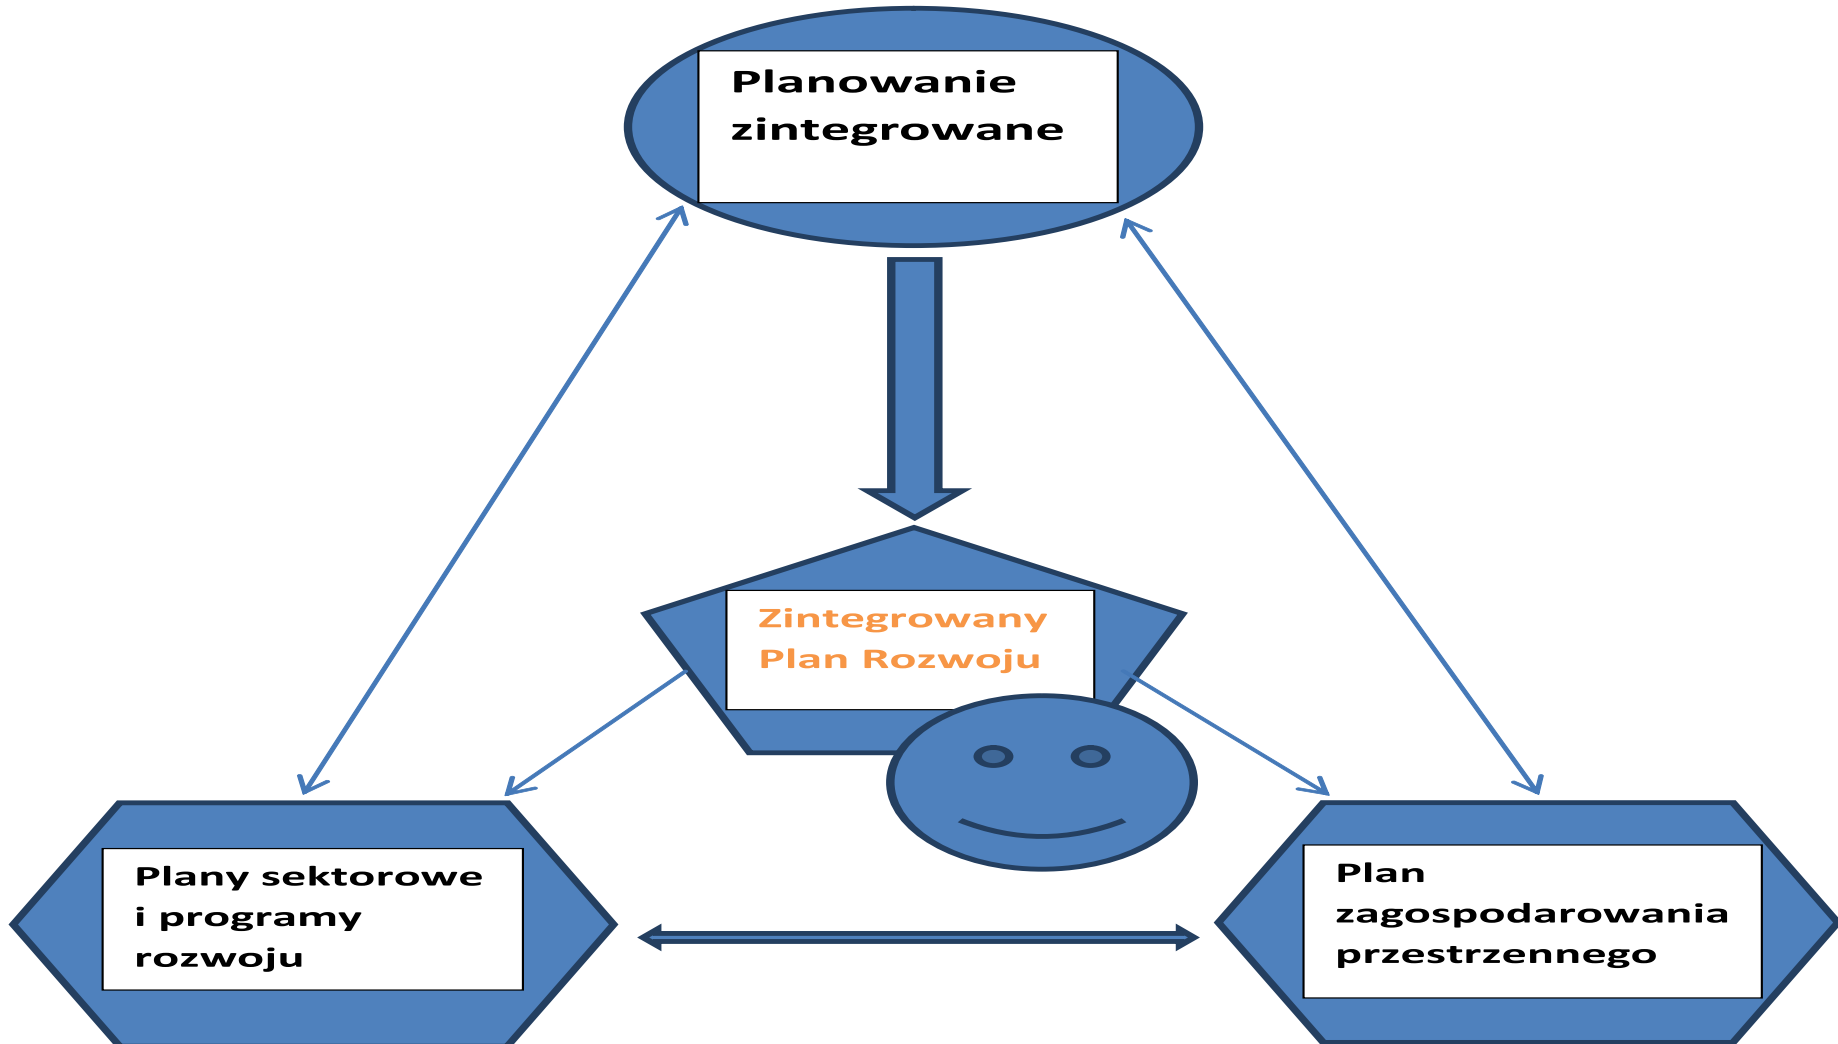 Planowanie
zintegrowane
Zintegrowany
Plan Rozwoju
Plany sektorowe
i programy
rozwoju
Plan
zagospodarowania
przestrzennego